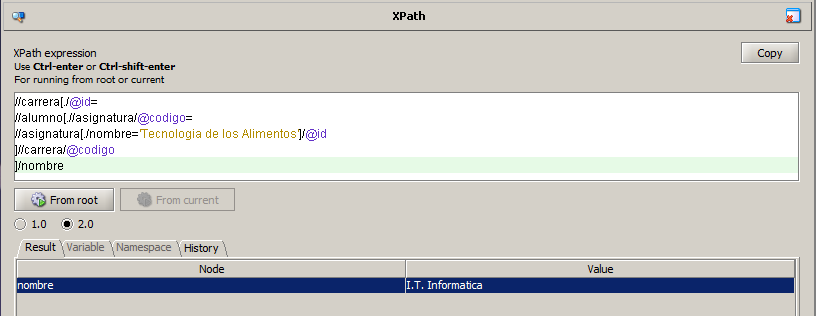 XPath
XPath expression
Use Ctrl-enter or Ctrl-shift-enter
For running from root or current
Copy
//carrera[./@id=
//alumno[.//asignatura/@codigo=
//asignatura[./nombre='Tecnologia de los Alimentos']/@id
]//carrera/@codigo
]/nombre
From root
From current
1.0
2.0
Result
Variable
Namespace
History
Node
Value
nombre
I.T. Informatica